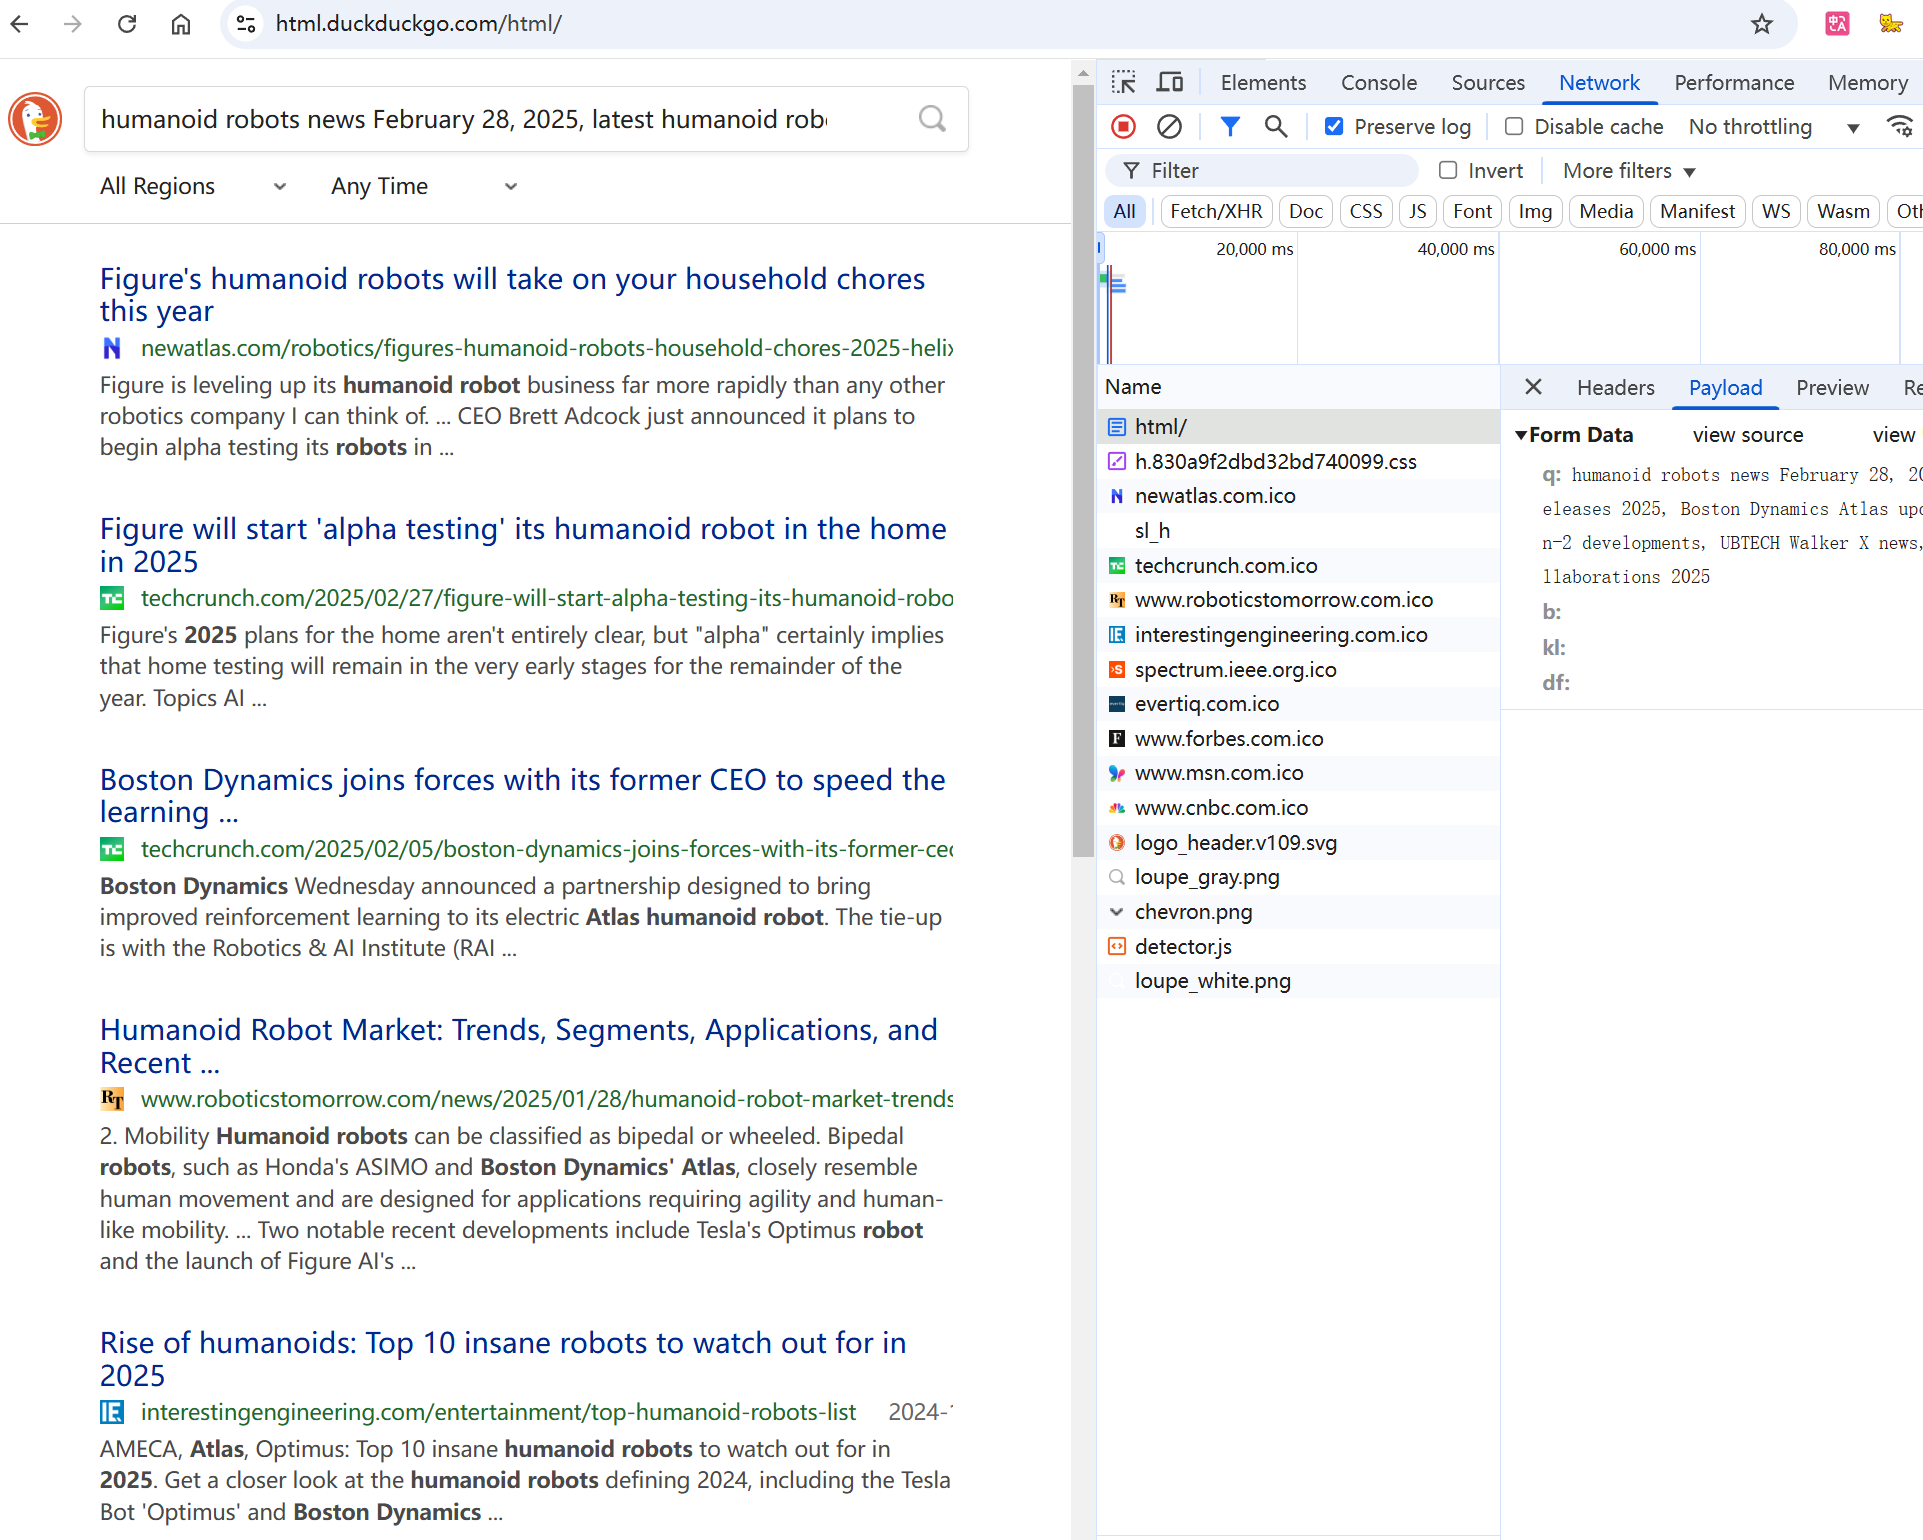 html.duckduckgo.com/html/
humanoid robots news February 28, 2025, latest humanoid rob
All Regions
Any Time
Figure's humanoid robots will take on your household chores
this year
newatlas.com/robotics/figures-humanoid-robots-household-chores-2025-helix
Figure is leveling up its humanoid robot business far more rapidly than any other
robotics company I can think of. ... CEO Brett Adcock just announced it plans to
begin alpha testing its robots in ...
Figure will start 'alpha testing' its humanoid robot in the home
in 2025
techcrunch.com/2025/02/27/figure-will-start-alpha-testing-its-humanoid-robo
Figure's 2025 plans for the home aren't entirely clear, but "alpha" certainly implies
that home testing will remain in the very early stages for the remainder of the
year. Topics AI ...
Boston Dynamics joins forces with its former CEO to speed the
learning ...
techcrunch.com/2025/02/05/boston-dynamics-joins-forces-with-its-former-ceo
Boston Dynamics Wednesday announced a partnership designed to bring
improved reinforcement learning to its electric Atlas humanoid robot. The tie-up
is with the Robotics & AI Institute (RAI ...
Humanoid Robot Market: Trends, Segments, Applications, and
Recent ...
www.roboticstomorrow.com/news/2025/01/28/humanoid-robot-market-trends
2. Mobility Humanoid robots can be classified as bipedal or wheeled. Bipedal
robots, such as Honda's ASIMO and Boston Dynamics' Atlas, closely resemble
human movement and are designed for applications requiring agility and human-
like mobility. ... Two notable recent developments include Tesla's Optimus robot
and the launch of Figure AI's ...
Rise of humanoids: Top 10 insane robots to watch out for in
2025
interestingengineering.com/entertainment/top-humanoid-robots-list 2024-
AMECA, Atlas, Optimus: Top 10 insane humanoid robots to watch out for in
2025. Get a closer look at the humanoid robots defining 2024, including the Tesla
Bot 'Optimus' and Boston Dynamics ...
Elements Console Sources Network Performance Memory
Preserve log Disable cache No throttling
Filter Invert More filters
All Fetch/XHR Doc CSS JS Font Img Media Manifest WS Wasm Oth
20,000 ms 40,000 ms 60,000 ms 80,000 ms
Name
html/
h.830a9f2dbd32bd740099.css
newatlas.com.ico
sl_h
techcrunch.com.ico
www.roboticstomorrow.com.ico
interestingengineering.com.ico
spectrum.ieee.org.ico
evertiq.com.ico
www.forbes.com.ico
www.msn.com.ico
www.cnbc.com.ico
logo_header.v109.svg
loupe_gray.png
chevron.png
detector.js
loupe_white.png
Headers Payload Preview Re
Form Data view source view
q: humanoid robots news February 28, 20
eleases 2025, Boston Dynamics Atlas upd
n-2 developments, UBTECH Walker X news,
llaborations 2025
b:
kl:
df: